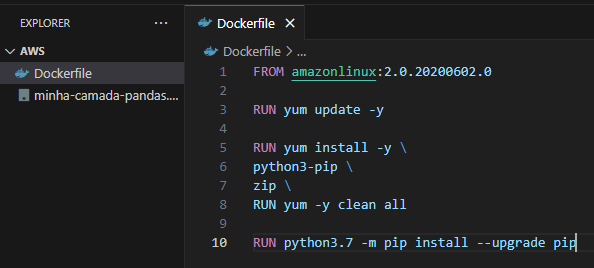 EXPLORER
...
AWS
Dockerfile
minha-camada-pandas....
Dockerfile
Dockerfile > ...
1 FROM amazonlinux:2.0.20200602.0
2
3 RUN yum update -y
4
5 RUN yum install -y \
6 python3-pip \
7 zip \
8 RUN yum -y clean all
9
10 RUN python3.7 -m pip install --upgrade pip